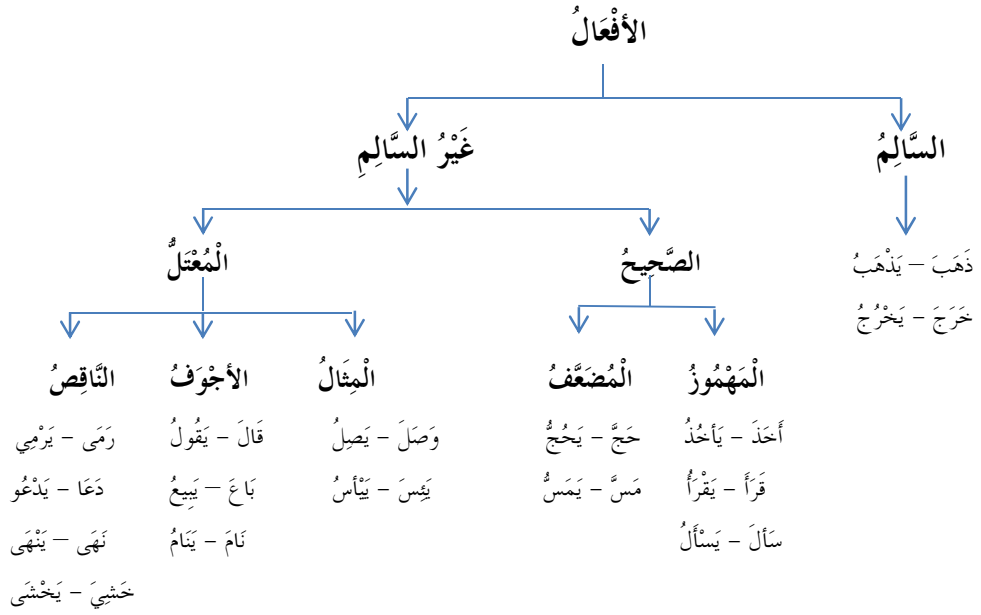 الأفْعَالُ
السَّالِمُ
غَيْرُ السَّالِمِ
ذَهَبَ – يَذْهَبُ
خَرَجَ – يَخْرُجُ
الصَّحِيحُ
الْمُعْتَلُّ
الْمَهْمُوزُ
أَخَذَ – يَأخُذُ
قَرَأَ – يَقْرَأُ
سَألَ – يَسْأَلُ
الْمُضَعَّفُ
حَجَّ – يَحُجُّ
مَسَّ – يَمَسُّ
الْمِثَالُ
وَصَلَ – يَصِلُ
يَئِسَ – يَيْأسُ
الأجْوَفُ
قَالَ – يَقُولُ
بَاعَ – يَبِيعُ
نَامَ – يَنَامُ
النَّاقِصُ
رَمَى – يَرْمِي
دَعَا – يَدْعُو
نَهَى – يَنْهَى
خَشِيَ – يَخْشَى